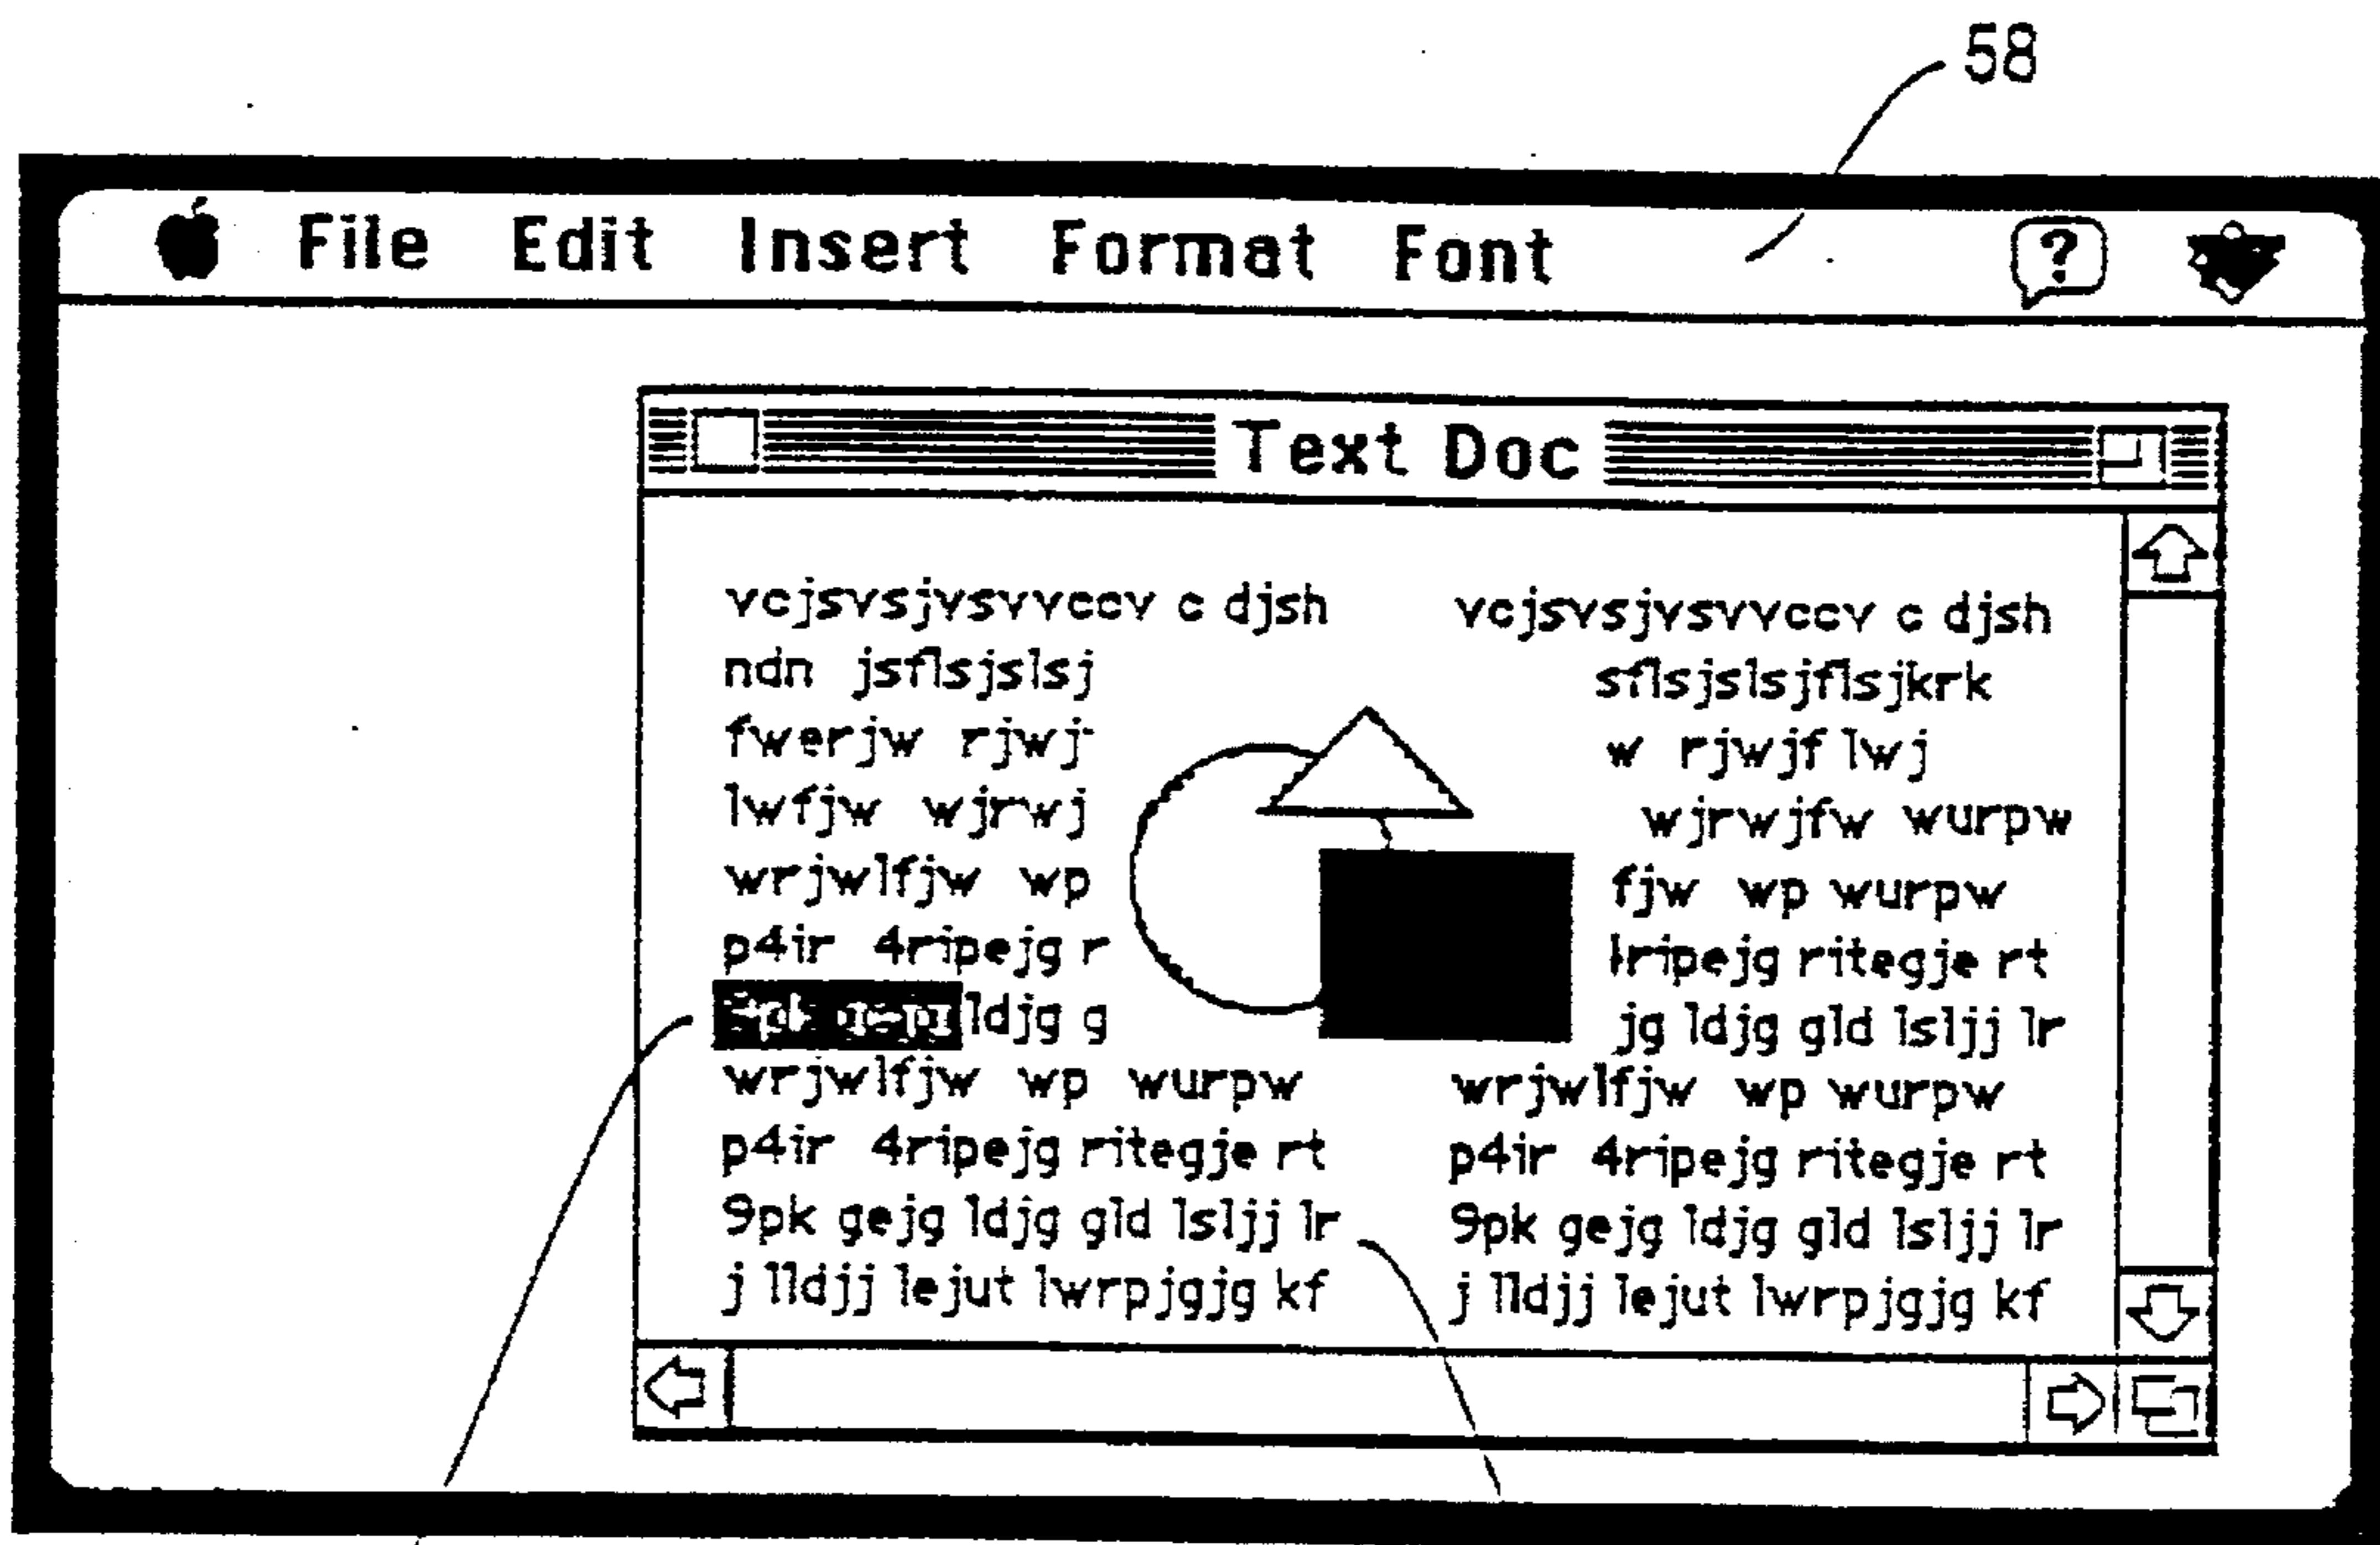 58
File Edit Insert Format Font ?
Text Doc
vcjsvsjvsvvccv c djsh
ndn jsflsjslsj
fwerjw rjwj
lwfjw wjrwj
wrjwlfjw wp
p4ir 4ripejg r
ldjg g
wrjwlfjw wp wurpw
p4ir 4ripejg ritegje rt
9pk gejg ldjg gld lsljj lr
j lldjj lejut lwrpjgjg kf
vcjsvsjvsvvccv c djsh
sflsjslsjflsjkrk
w rjwjf lwj
wjrwjfw wurpw
fjw wp wurpw
ripejg ritegje rt
jg ldjg gld lsljj lr
wrjwlfjw wp wurpw
p4ir 4ripejg ritegje rt
9pk gejg ldjg gld lsljj lr
j lldjj lejut lwrpjgjg kf